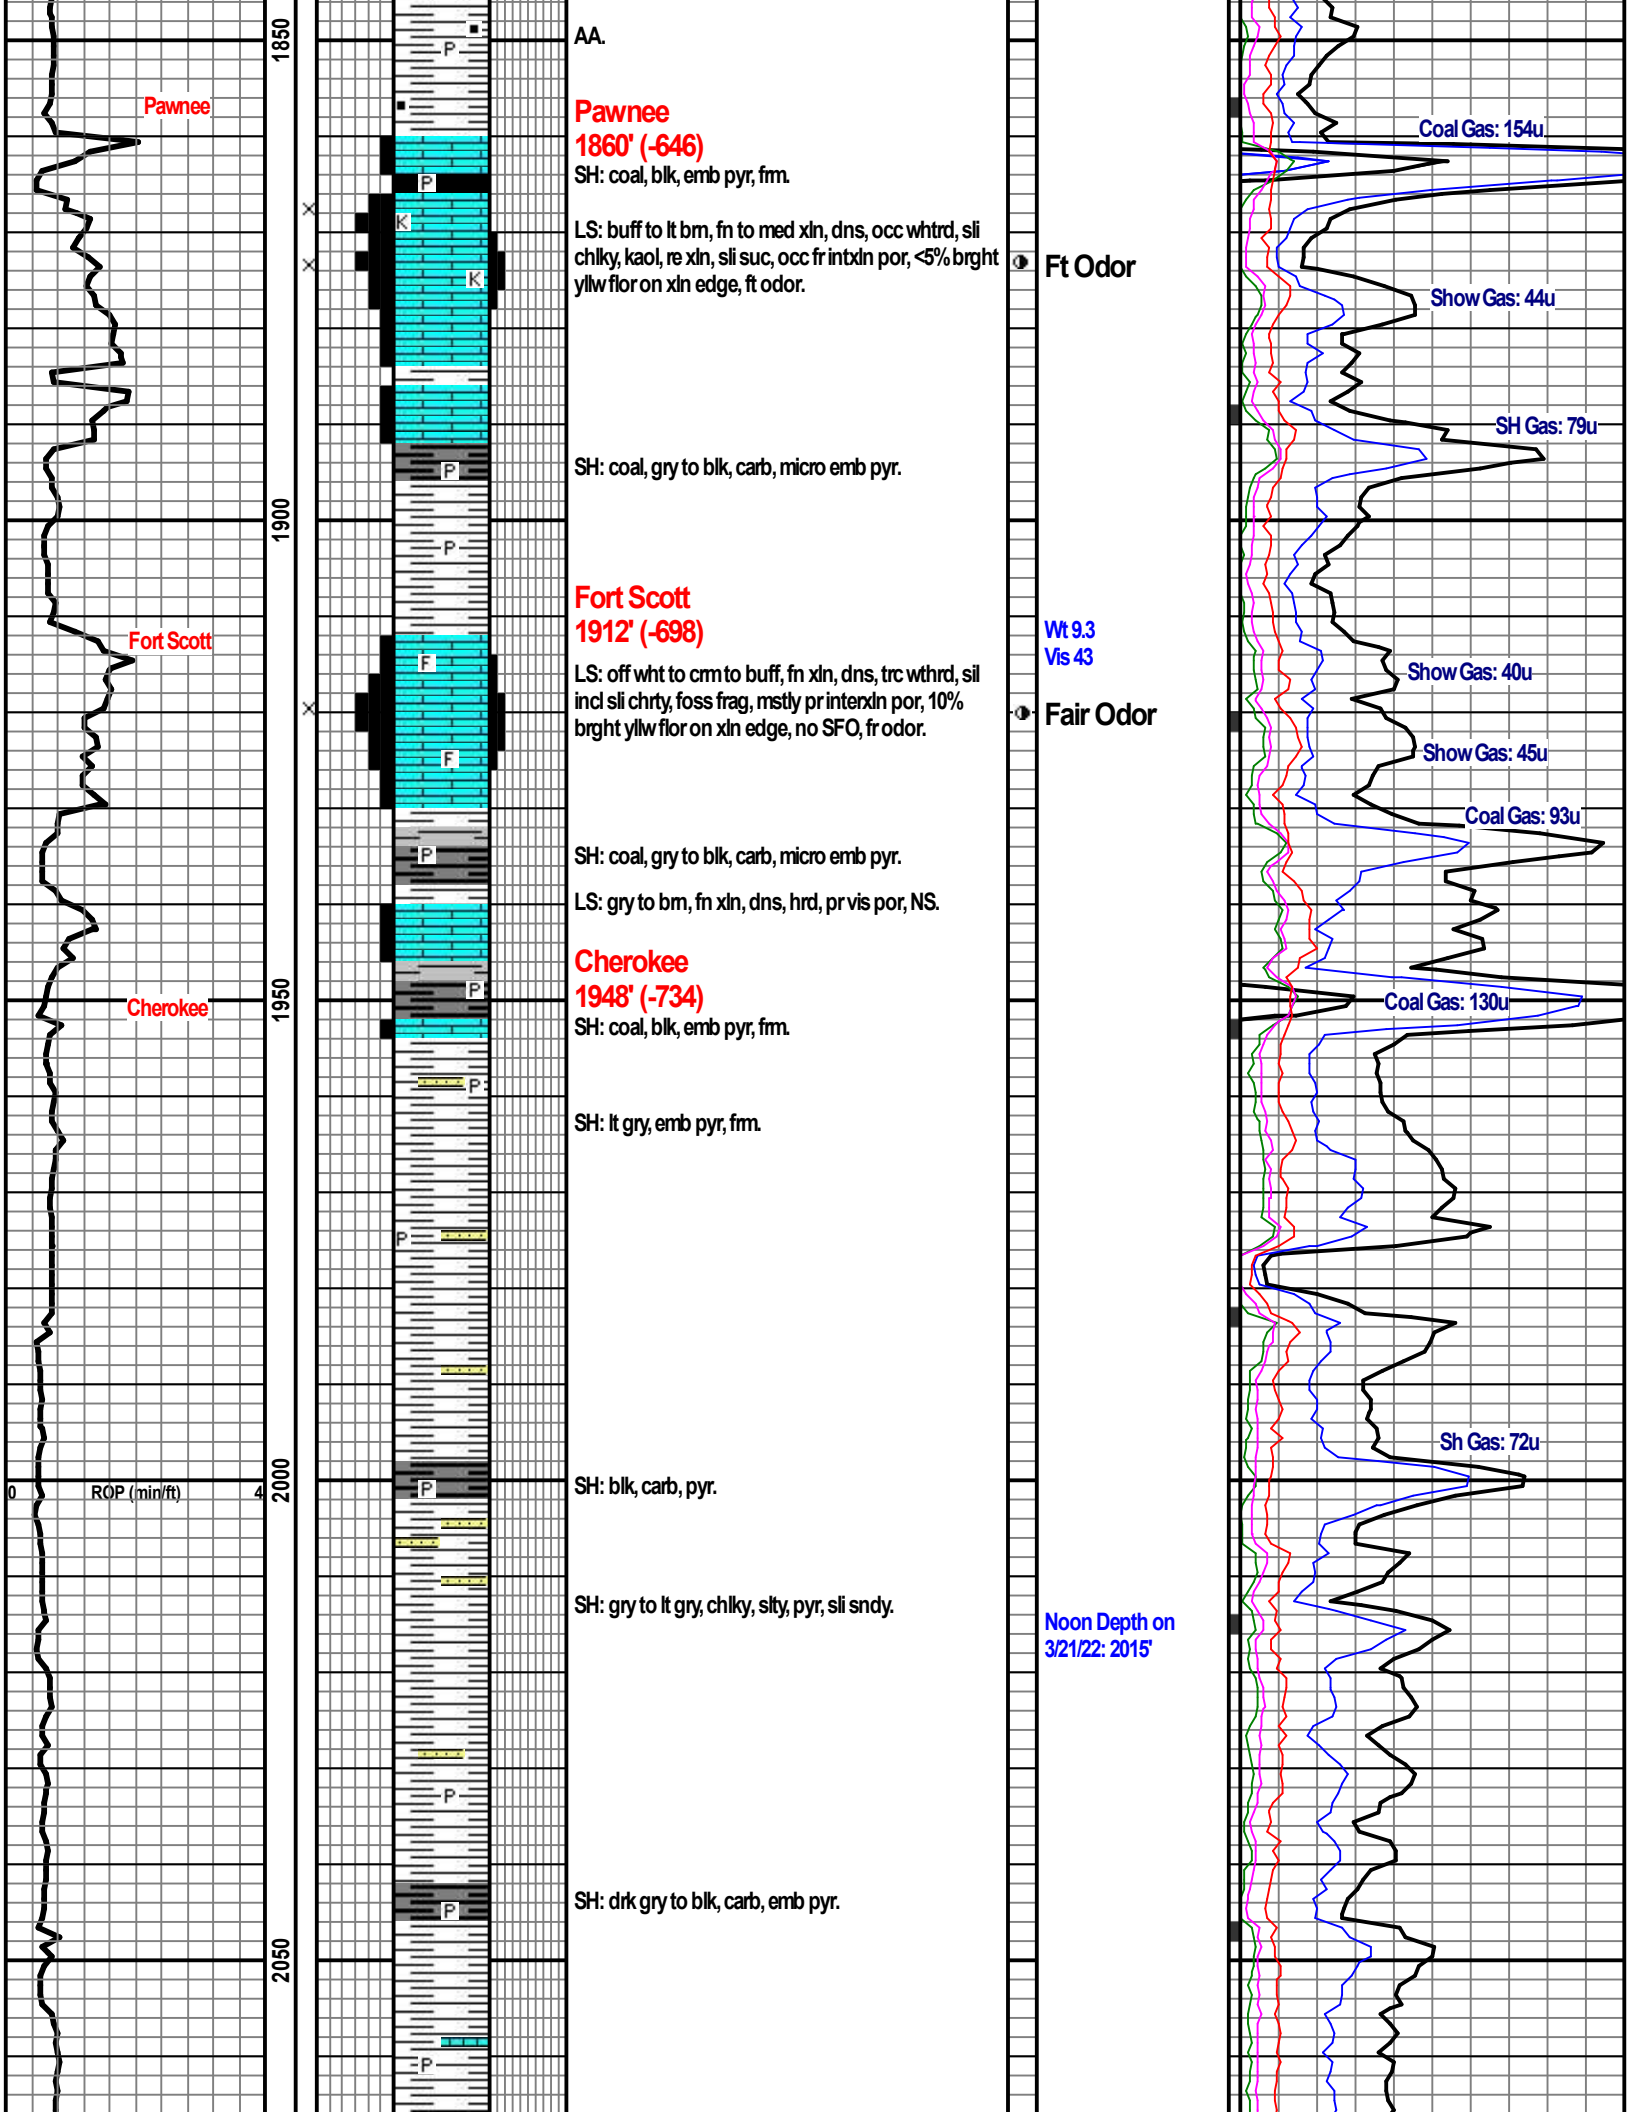 1850
AA.
P
Pawnee
Pawnee
1860' (-646)
Coal Gas: 154u
SH: coal, blk, emb pyr, frm.
P
K
LS: buff to lt brn, fn to med xln, dns, occ whtrd, sli
chlky, kaol, re xln, sli suc, occ fr intxln por, <5% brght
yllw flor on xln edge, ft odor.
K
Ft Odor
Show Gas: 44u
SH Gas: 79u
SH: coal, gry to blk, carb, micro emb pyr.
P
1900
P
Fort Scott
1912' (-698)
Fort Scott
Wt 9.3
Vis 43
F
LS: off wht to crm to buff, fn xln, dns, trc wthrd, sil
incl sli chrty, foss frag, mstly pr interxln por, 10%
brght yllw flor on xln edge, no SFO, fr odor.
Show Gas: 40u
Fair Odor
F
Show Gas: 45u
Coal Gas: 93u
P
SH: coal, gry to blk, carb, micro emb pyr.
LS: gry to brn, fn xln, dns, hrd, pr vis por, NS.
Cherokee
1948' (-734)
P
1950
Cherokee
Coal Gas: 130u
SH: coal, blk, emb pyr, frm.
P
SH: lt gry, emb pyr, frm.
P
Sh Gas: 72u
2000
0 ROP (min/ft) 4
P
SH: blk, carb, pyr.
SH: gry to lt gry, chlky, slty, pyr, sli sndy.
Noon Depth on
3/21/22: 2015'
P
SH: drk gry to blk, carb, emb pyr.
P
2050
P